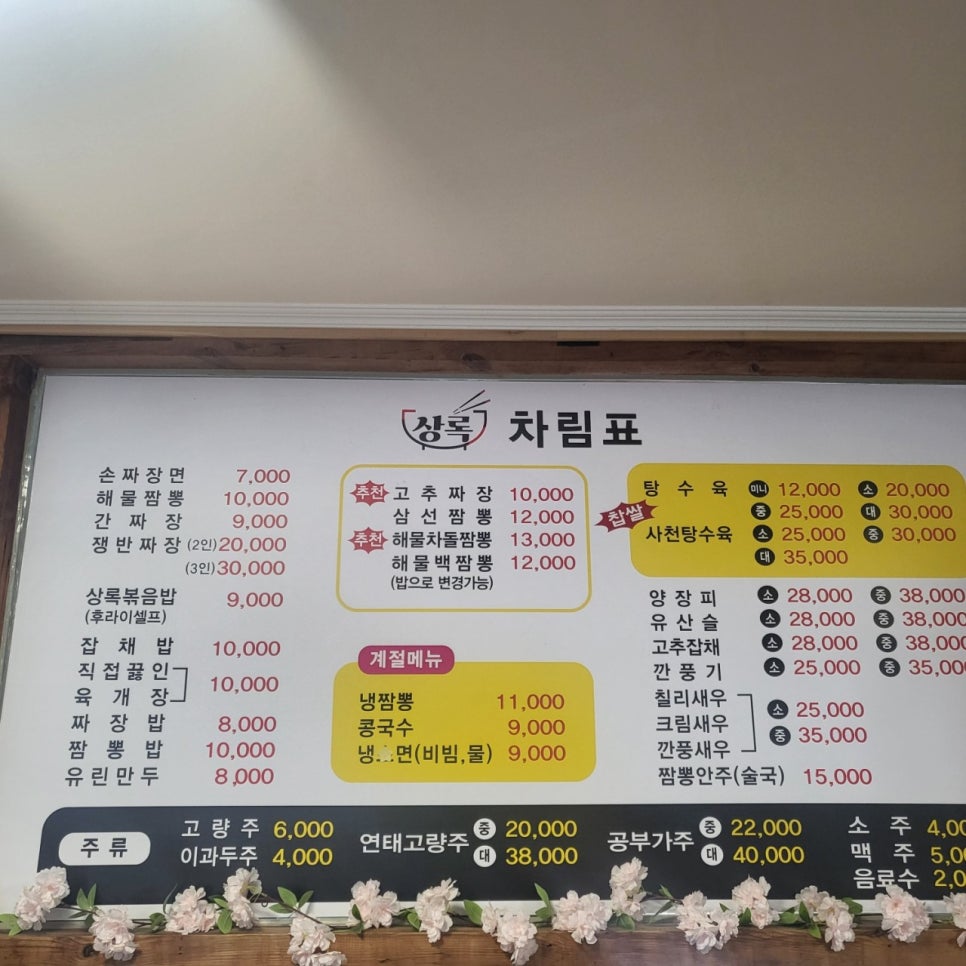 상록 차림표
손짜장면 7,000
해물짬뽕 10,000
간짜장 9,000
쟁반짜장 (2인) 20,000
(3인) 30,000
상록볶음밥 9,000
(후라이셀프)
잡채밥 10,000
직접끓인
육개장 10,000
짜장밥 8,000
짬뽕밥 10,000
유린만두 8,000
추천 고추짜장 10,000
삼선짬뽕 12,000
추천 해물차돌짬뽕 13,000
해물백짬뽕 12,000
(밥으로 변경가능)
계절메뉴
냉짬뽕 11,000
콩국수 9,000
면(비빔,물) 9,000
찹쌀
탕수육 미니 12,000 소 20,000
중 25,000 대 30,000
사천탕수육 소 25,000 중 30,000
대 35,000
양장피 소 28,000 중 38,000
유산슬 소 28,000 중 38,000
고추잡채 소 28,000 중 38,000
깐풍기 소 25,000 중 35,000
칠리새우
크림새우
깐풍새우
소 25,000
중 35,000
짬뽕안주(술국) 15,000
주류
고량주 6,000
이과두주 4,000
연태고량주 중 20,000
대 38,000
공부가주 중 22,000
대 40,000
소주
맥주
음료수